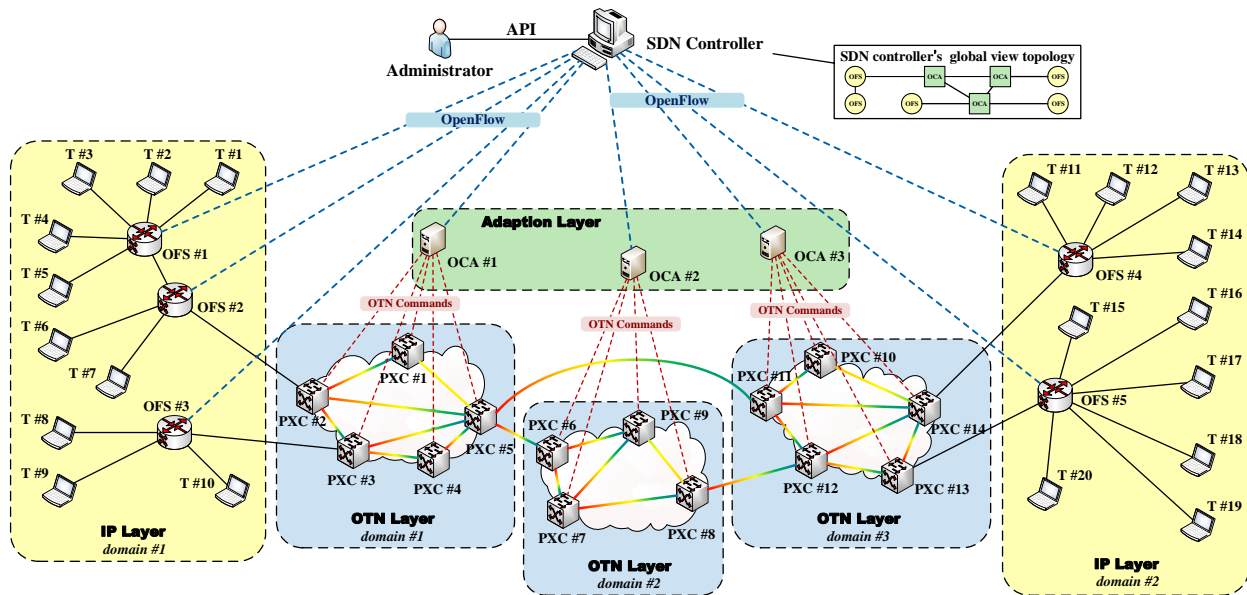 API
Administrator
SDN Controller
SDN controller's global view topology
OFS
OCA
OCA
OFS
OFS
OFS
OCA
OFS
OpenFlow
OpenFlow
T #3
T #2
T #1
T #4
OFS #1
T #5
OFS #2
T #6
T #7
OFS #3
T #8
T #9
T #10
IP Layer
domain #1
Adaption Layer
OCA #1
OCA #2
OCA #3
OTN Commands
OTN Commands
OTN Commands
PXC #1
PXC #2
PXC #3
PXC #4
PXC #5
OTN Layer
domain #1
PXC #6
PXC #9
PXC #7
PXC #8
OTN Layer
domain #2
PXC #10
PXC #11
PXC #14
PXC #12
PXC #13
OTN Layer
domain #3
T #11
T #12
T #13
T #14
OFS #4
T #15
T #16
T #17
OFS #5
T #18
T #20
T #19
IP Layer
domain #2